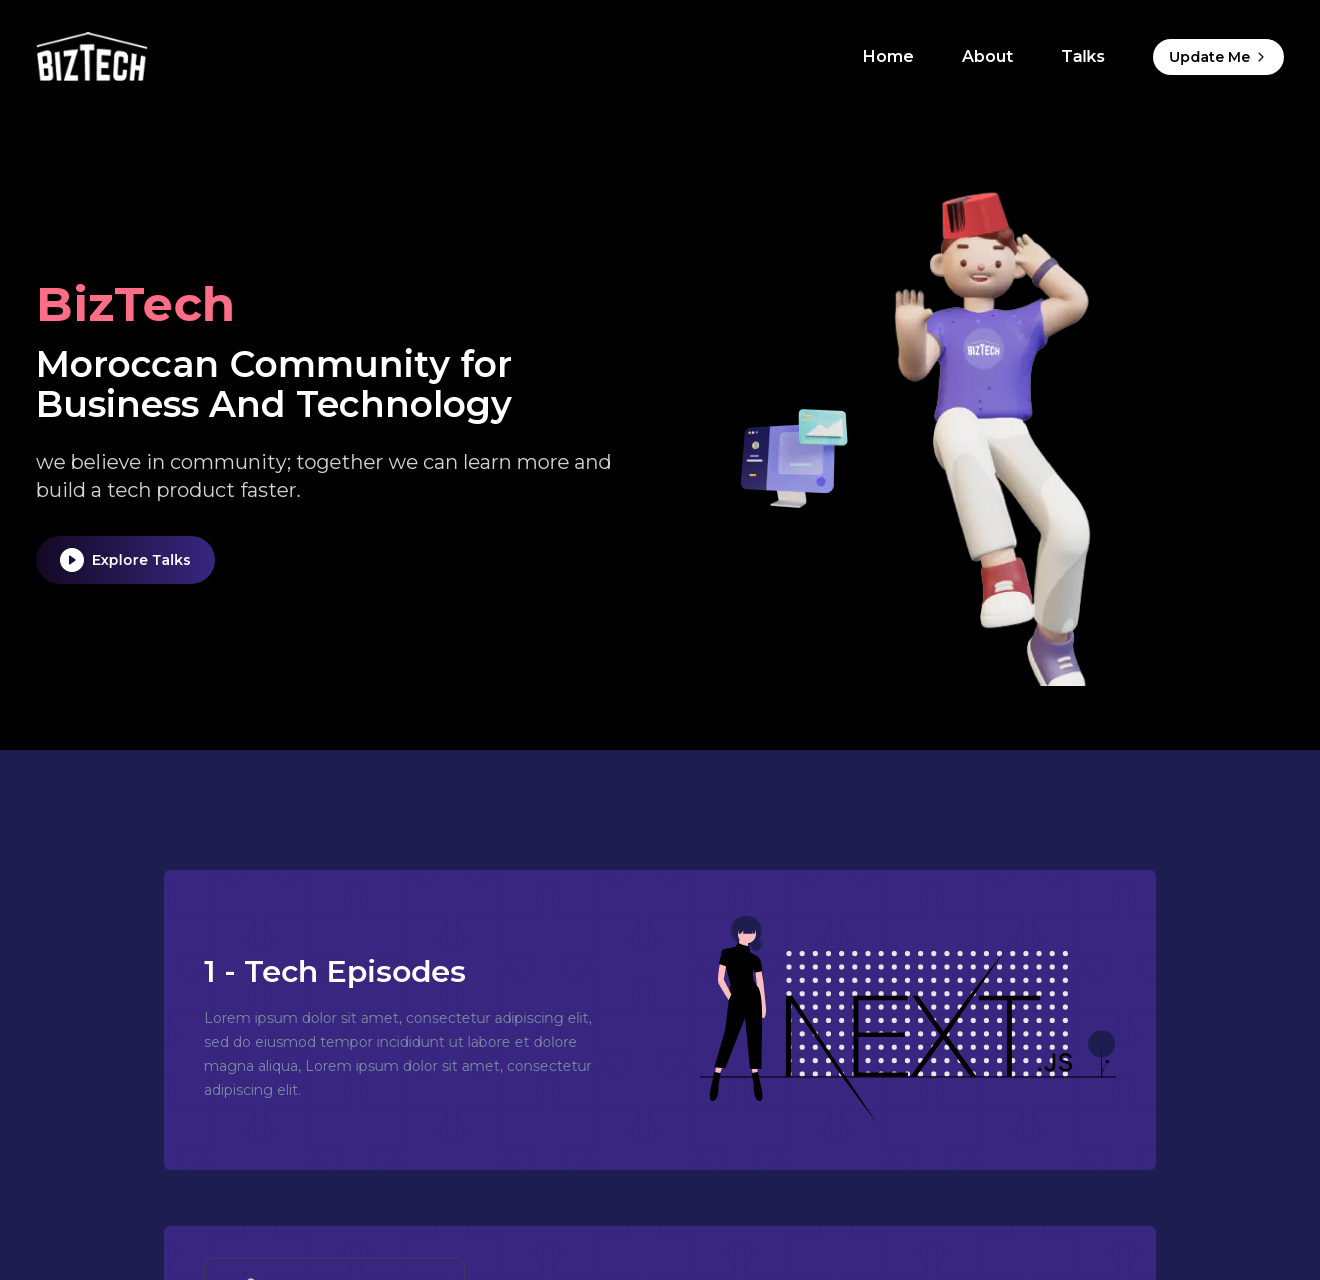 BIZTECH
Home
About
Talks
Update Me
BizTech
Moroccan Community for
Business And Technology
we believe in community; together we can learn more and
build a tech product faster.
Explore Talks
BIZTECH
1 - Tech Episodes
Lorem ipsum dolor sit amet, consectetur adipiscing elit,
sed do eiusmod tempor incididunt ut labore et dolore
magna aliqua, Lorem ipsum dolor sit amet, consectetur
adipiscing elit.
NEXT
.JS